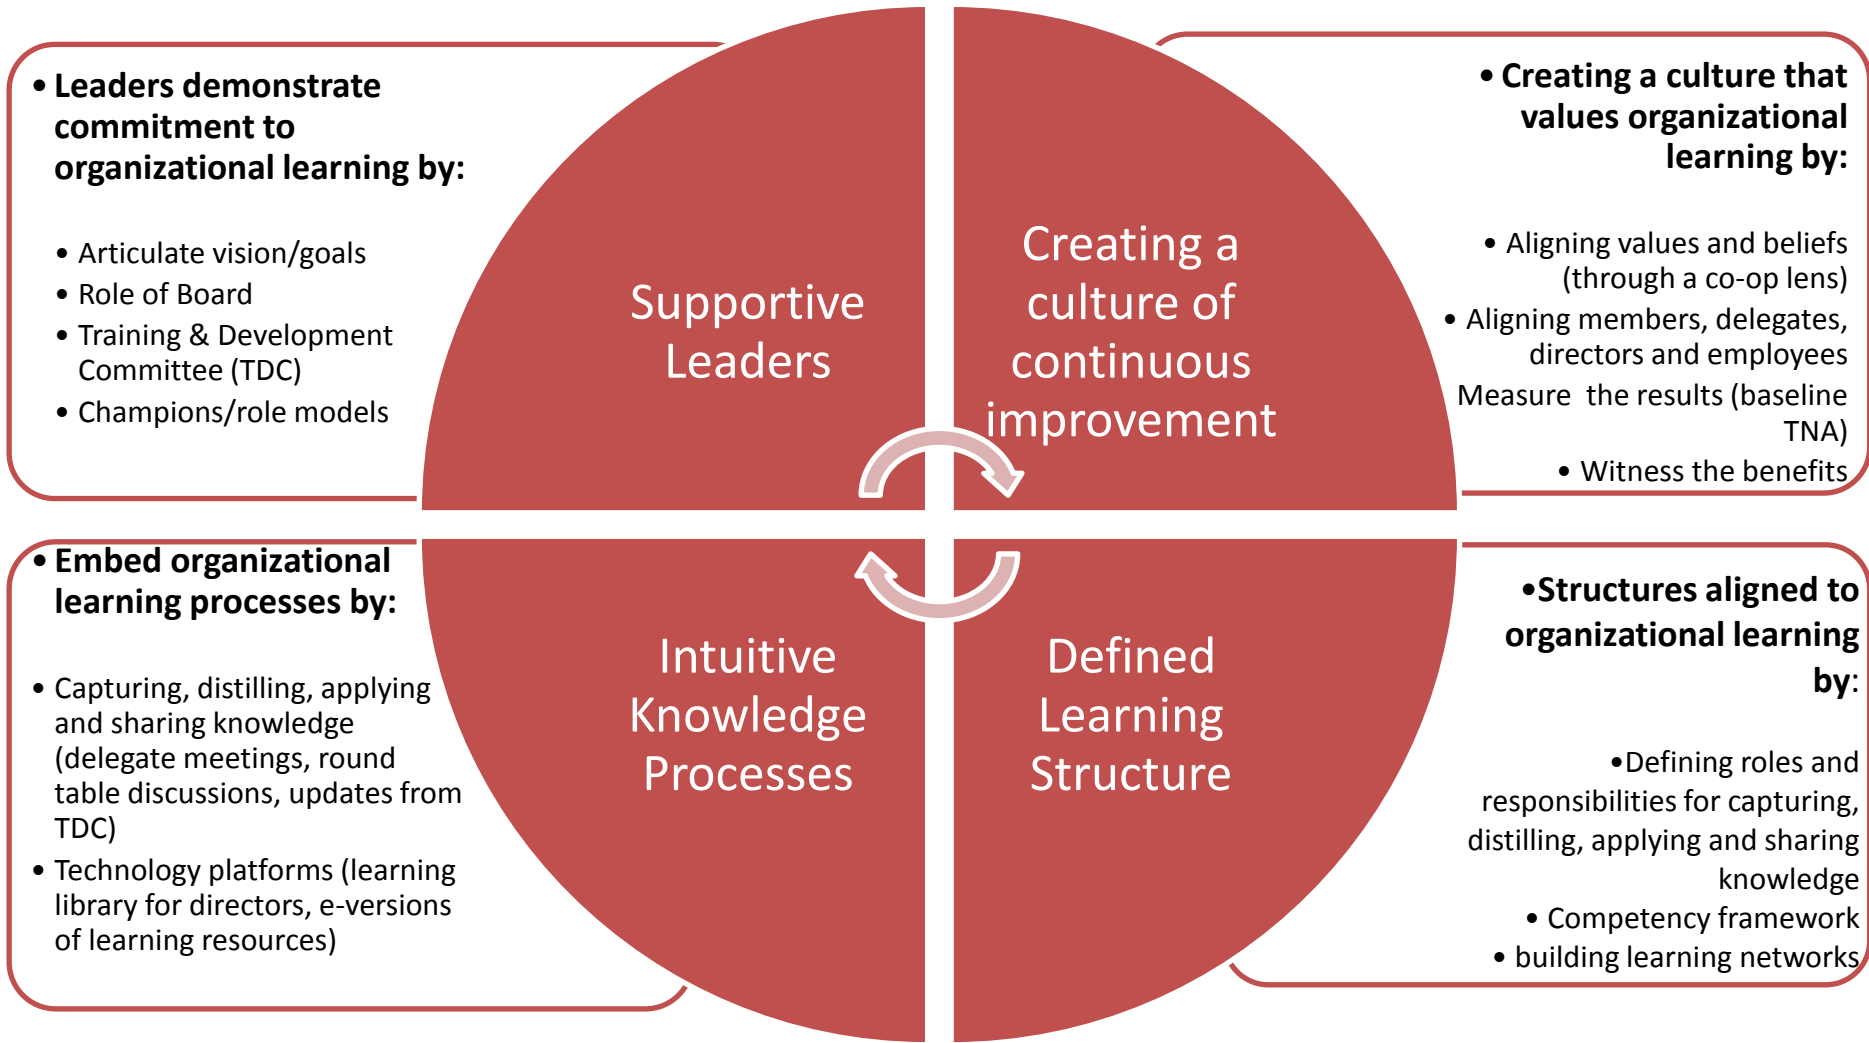 • Leaders demonstrate
commitment to
organizational learning by:
• Articulate vision/goals
• Role of Board
• Training & Development
Committee (TDC)
• Champions/role models
Supportive
Leaders
Creating a
culture of
continuous
improvement
• Creating a culture that
values organizational
learning by:
• Aligning values and beliefs
(through a co-op lens)
• Aligning members, delegates,
directors and employees
Measure the results (baseline
TNA)
• Witness the benefits
• Embed organizational
learning processes by:
• Capturing, distilling, applying
and sharing knowledge
(delegate meetings, round
table discussions, updates from
TDC)
• Technology platforms (learning
library for directors, e-versions
of learning resources)
Intuitive
Knowledge
Processes
Defined
Learning
Structure
•Structures aligned to
organizational learning
by:
•Defining roles and
responsibilities for capturing,
distilling, applying and sharing
knowledge
• Competency framework
• building learning networks